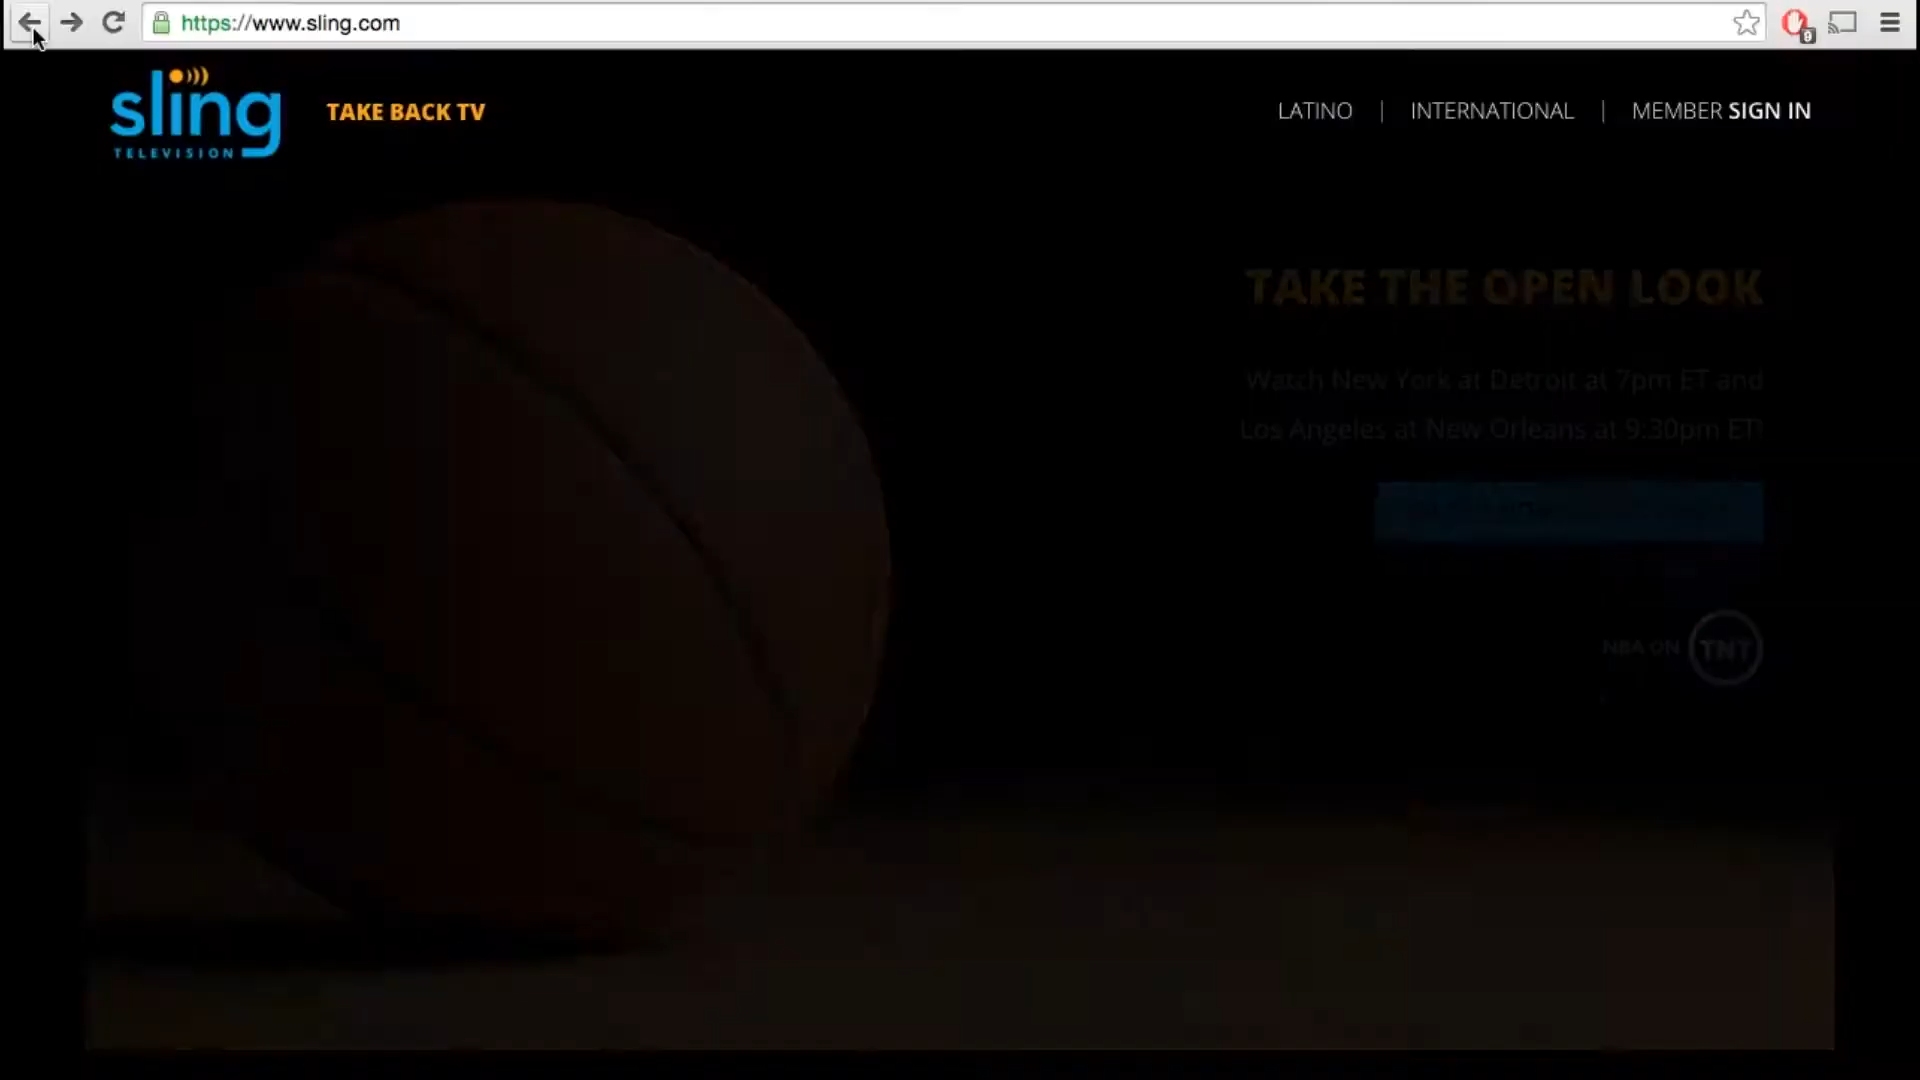 https://www.sling.com
9
sling
TELEVISION
TAKE BACK TV
LATINO | INTERNATIONAL | MEMBER SIGN IN
TAKE THE OPEN LOOK
Watch New York at Detroit at 7pm ET and
Los Angeles at New Orleans at 9:30pm ET!
NBA ON TNT